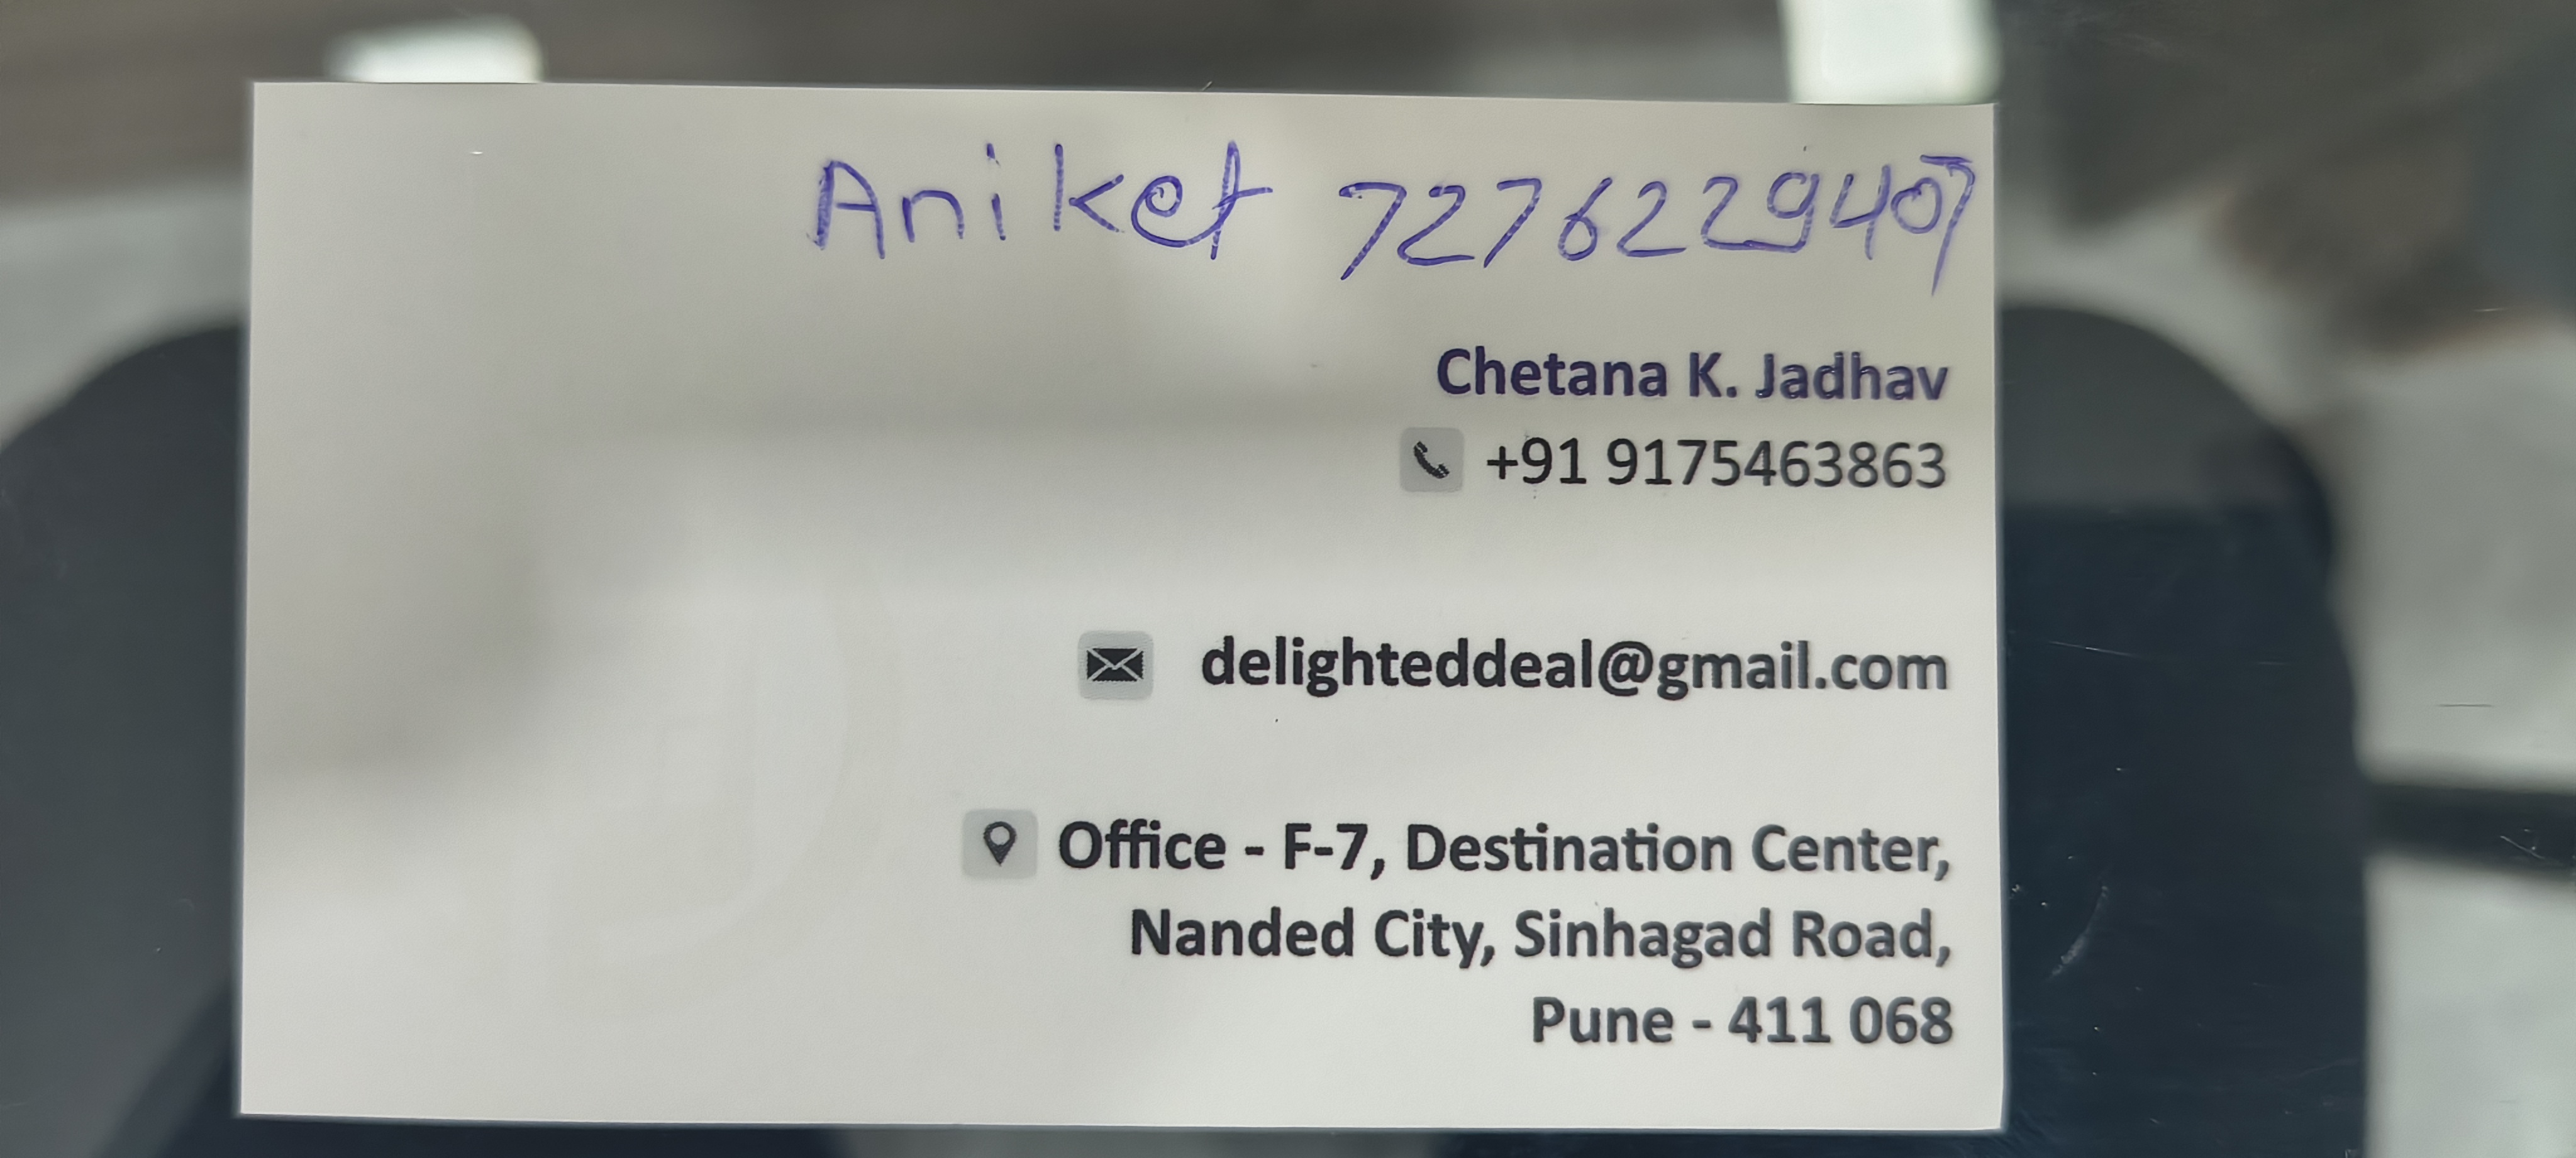 Aniket 7276229407
Chetana K. Jadhav
+91 9175463863
delighteddeal@gmail.com
Office - F-7, Destination Center,
Nanded City, Sinhagad Road,
Pune - 411 068